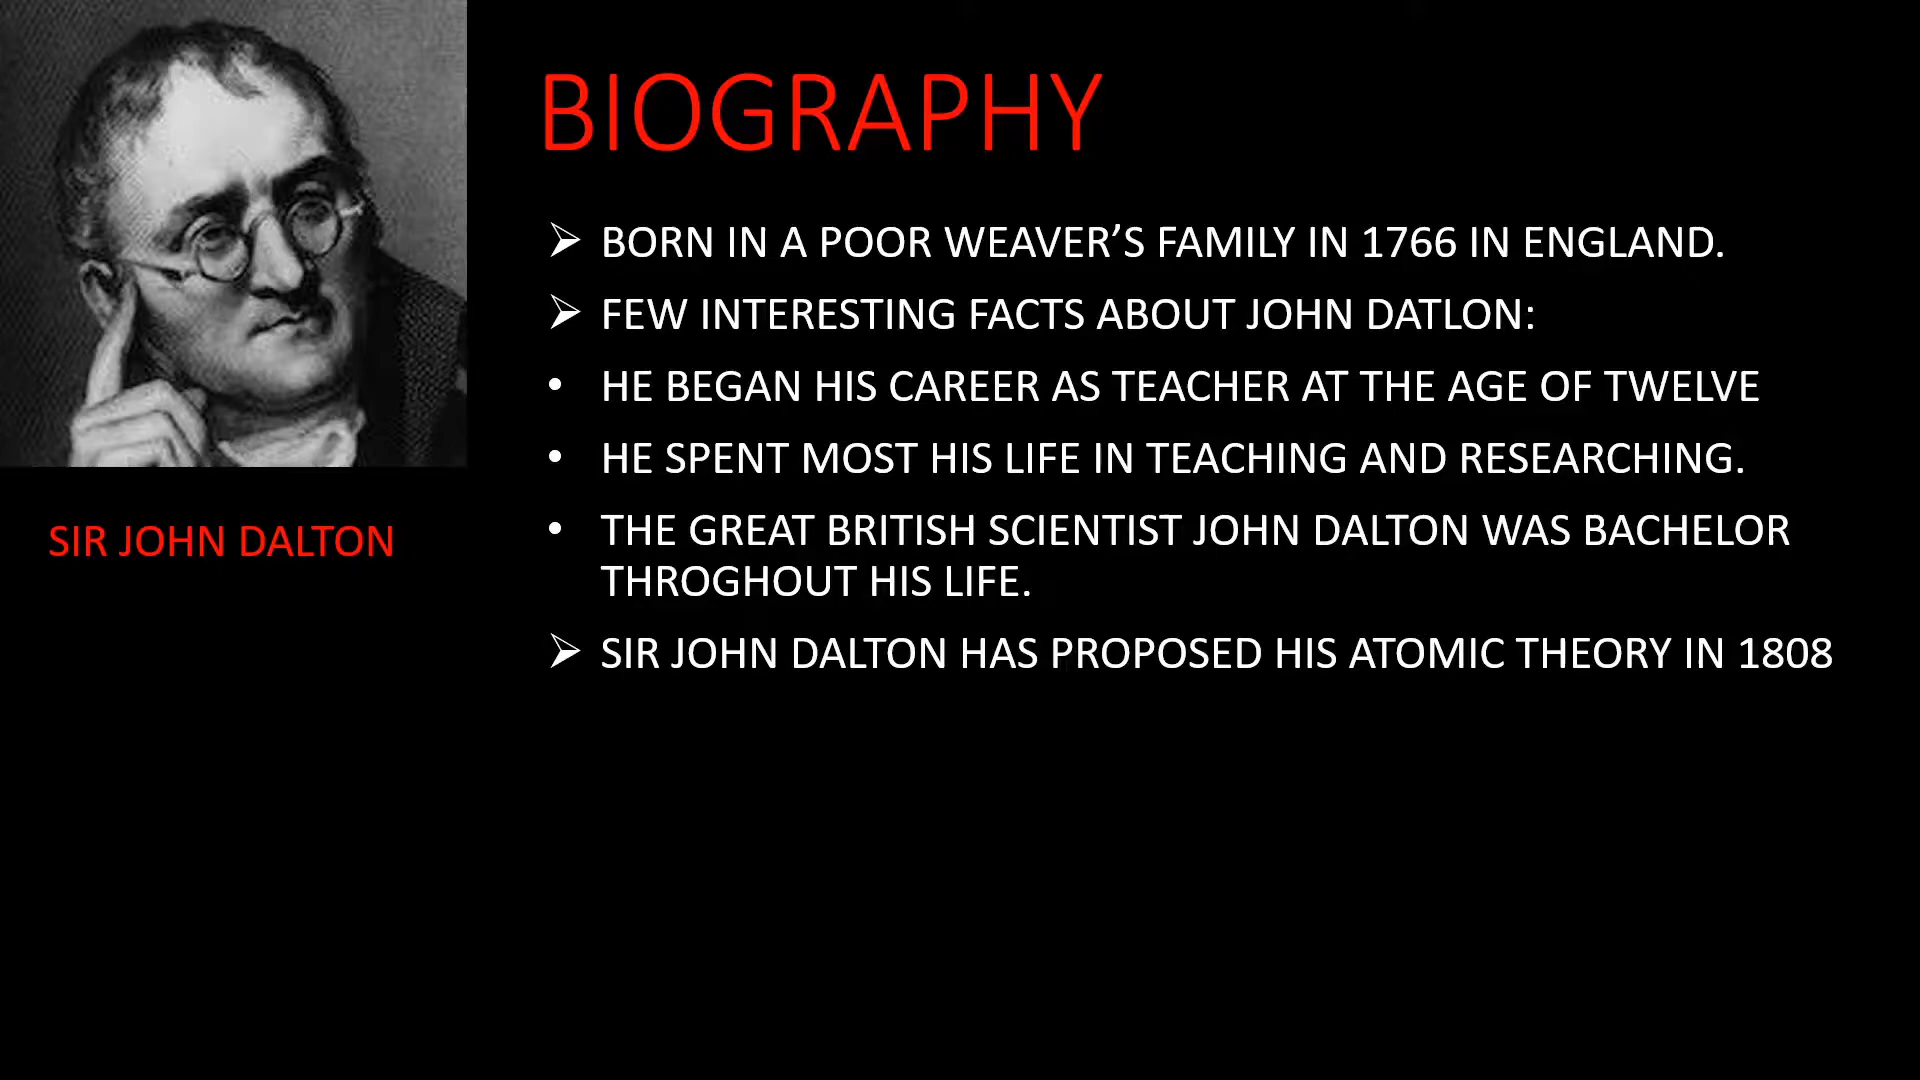 BIOGRAPHY
➢ BORN IN A POOR WEAVER’S FAMILY IN 1766 IN ENGLAND.
➢ FEW INTERESTING FACTS ABOUT JOHN DATLON:
• HE BEGAN HIS CAREER AS TEACHER AT THE AGE OF TWELVE
• HE SPENT MOST HIS LIFE IN TEACHING AND RESEARCHING.
• THE GREAT BRITISH SCIENTIST JOHN DALTON WAS BACHELOR
THROGHOUT HIS LIFE.
➢ SIR JOHN DALTON HAS PROPOSED HIS ATOMIC THEORY IN 1808
SIR JOHN DALTON